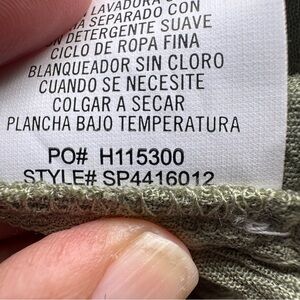 LAVADORA
SEPARADO CON
DETERGENTE SUAVE
CICLO DE ROPA FINA
BLANQUEADOR SIN CLORO
CUANDO SE NECESITE
COLGAR A SECAR
PLANCHA BAJO TEMPERATURA
PO# H115300
STYLE# SP4416012